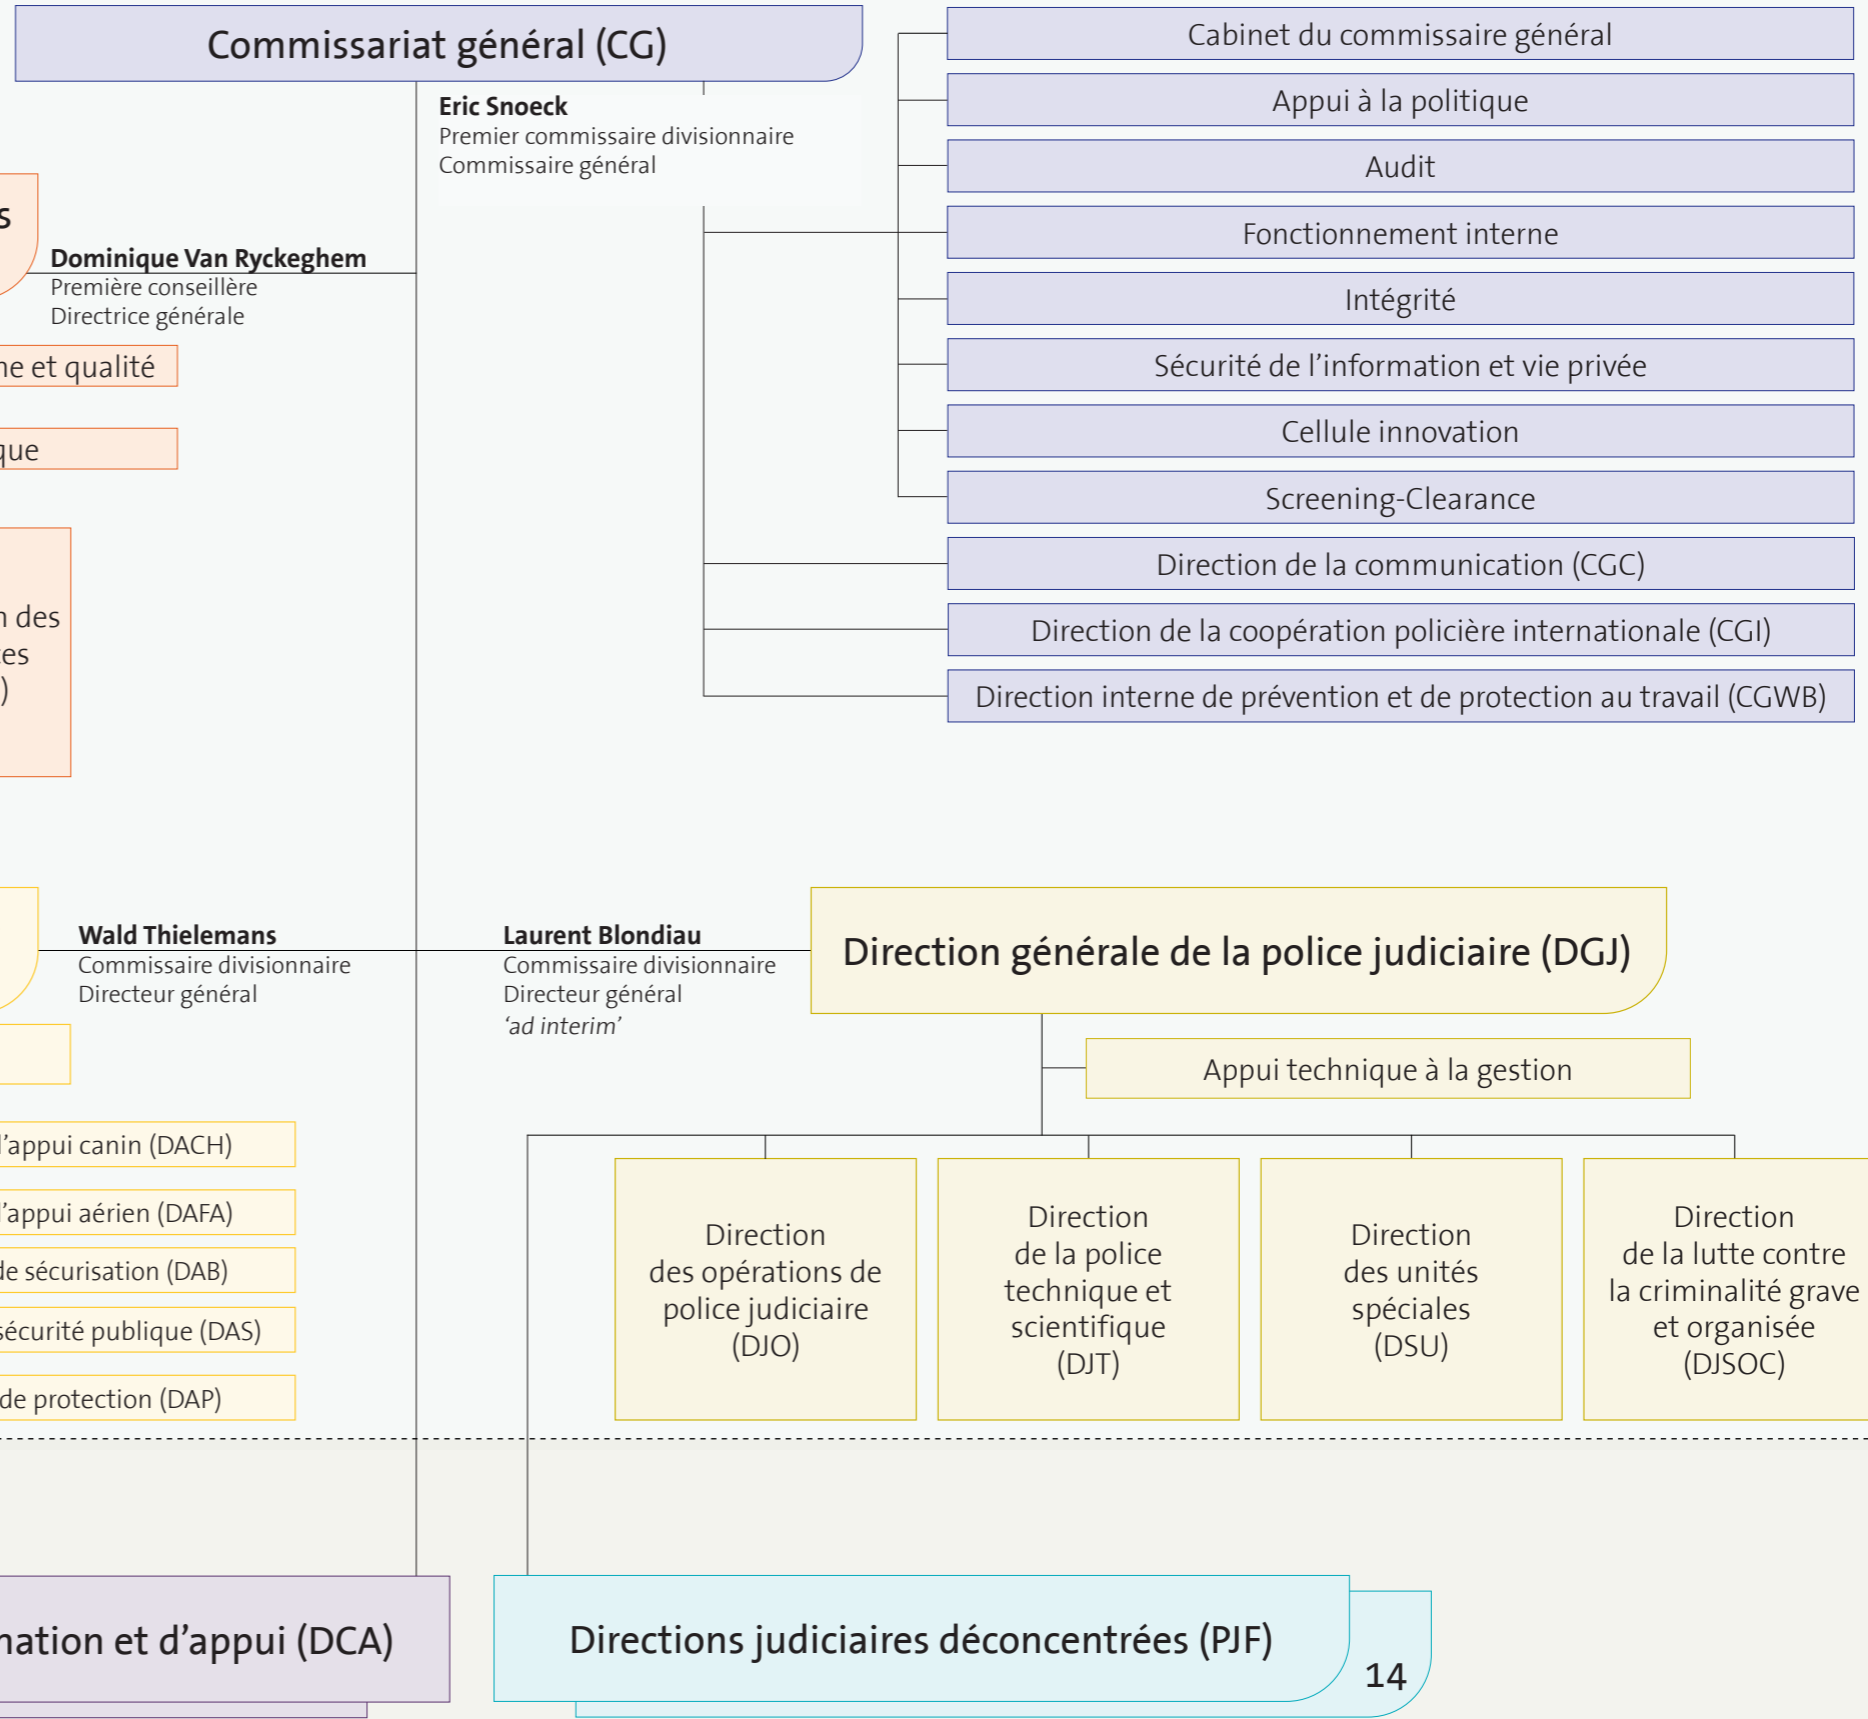 Commissariat général (CG)
Eric Snoeck
Premier commissaire divisionnaire
Commissaire général
Cabinet du commissaire général
Appui à la politique
Audit
Fonctionnement interne
Intégrité
Sécurité de l’information et vie privée
Cellule innovation
Screening-Clearance
Direction de la communication (CGC)
Direction de la coopération policière internationale (CGI)
Direction interne de prévention et de protection au travail (CGWB)
s
Dominique Van Ryckeghem
Première conseillère
Directrice générale
ne et qualité
que
n des
ces
)
Wald Thielemans
Commissaire divisionnaire
Directeur général
l’appui canin (DACH)
l’appui aérien (DAFA)
de sécurisation (DAB)
sécurité publique (DAS)
de protection (DAP)
Laurent Blondiau
Commissaire divisionnaire
Directeur général
‘ad interim’
Direction générale de la police judiciaire (DGJ)
Appui technique à la gestion
Direction
des opérations de
police judiciaire
(DJO)
Direction
de la police
technique et
scientifique
(DJT)
Direction
des unités
spéciales
(DSU)
Direction
de la lutte contre
la criminalité grave
et organisée
(DJSOC)
nation et d’appui (DCA)
Directions judiciaires déconcentrées (PJF)
14